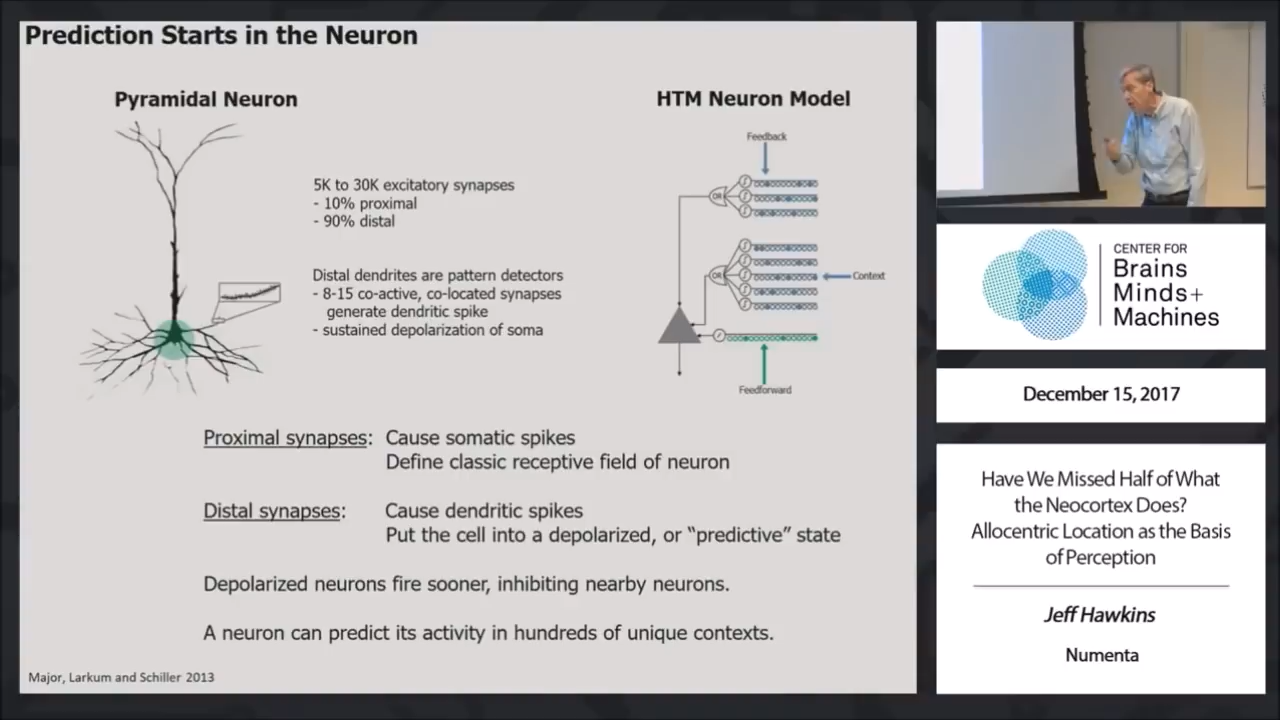 Prediction Starts in the Neuron
Pyramidal Neuron
5K to 30K excitatory synapses
- 10% proximal
- 90% distal
Distal dendrites are pattern detectors
- 8-15 co-active, co-located synapses
generate dendritic spike
- sustained depolarization of soma
HTM Neuron Model
Feedback
OR
OR
Context
Feedforward
Proximal synapses: Cause somatic spikes
Define classic receptive field of neuron
Distal synapses: Cause dendritic spikes
Put the cell into a depolarized, or “predictive” state
Depolarized neurons fire sooner, inhibiting nearby neurons.
A neuron can predict its activity in hundreds of unique contexts.
Major, Larkum and Schiller 2013
CENTER FOR
Brains
Minds+
Machines
December 15, 2017
Have We Missed Half of What
the Neocortex Does?
Allocentric Location as the Basis
of Perception
Jeff Hawkins
Numenta